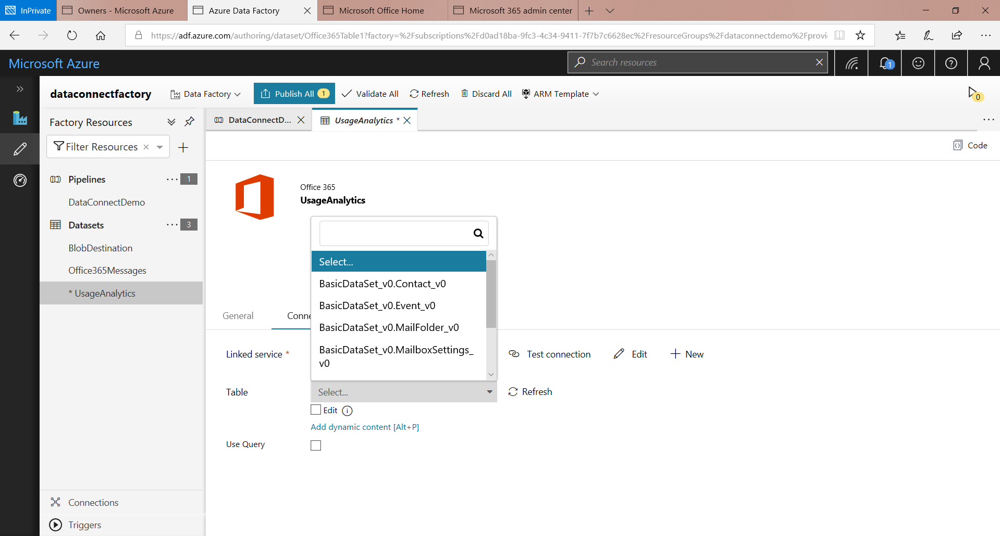 InPrivate
Owners - Microsoft Azure
Azure Data Factory
Microsoft Office Home
Microsoft 365 admin center
https://adf.azure.com/authoring/dataset/Office365Table1?factory=%2Fsubscriptions%2Fd0ad18ba-9fc3-4c34-9411-7f7b7c6628ec%2FresourceGroups%2Fdataconnectdemo%2Fprovi
Microsoft Azure
Search resources
1
dataconnectfactory
Data Factory
Publish All 1
Validate All
Refresh
Discard All
ARM Template
0
Factory Resources
DataConnectD...
UsageAnalytics *
Filter Resources
Code
Pipelines
1
DataConnectDemo
Datasets
3
BlobDestination
Office365Messages
* UsageAnalytics
Office 365
UsageAnalytics
Select...
BasicDataSet_v0.Contact_v0
BasicDataSet_v0.Event_v0
BasicDataSet_v0.MailFolder_v0
BasicDataSet_v0.MailboxSettings_
v0
General
Conne
Linked service *
Test connection
Edit
New
Table
Select...
Refresh
Edit
Add dynamic content [Alt+P]
Use Query
Connections
Triggers